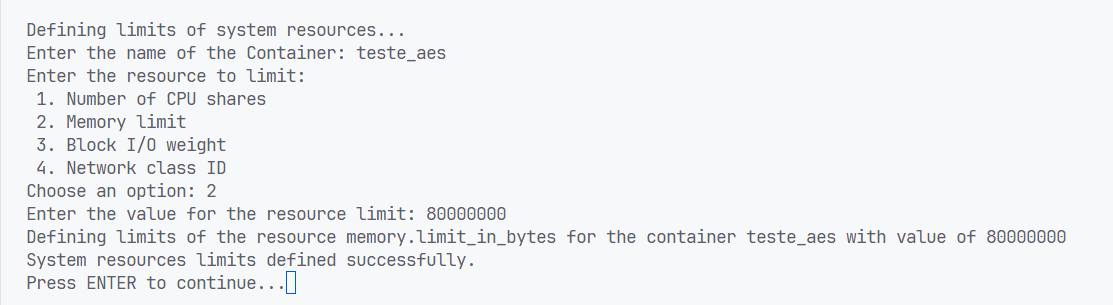 Defining limits of system resources...
Enter the name of the Container: teste_aes
Enter the resource to limit:
1. Number of CPU shares
2. Memory limit
3. Block I/O weight
4. Network class ID
Choose an option: 2
Enter the value for the resource limit: 80000000
Defining limits of the resource memory.limit_in_bytes for the container teste_aes with value of 80000000
System resources limits defined successfully.
Press ENTER to continue...